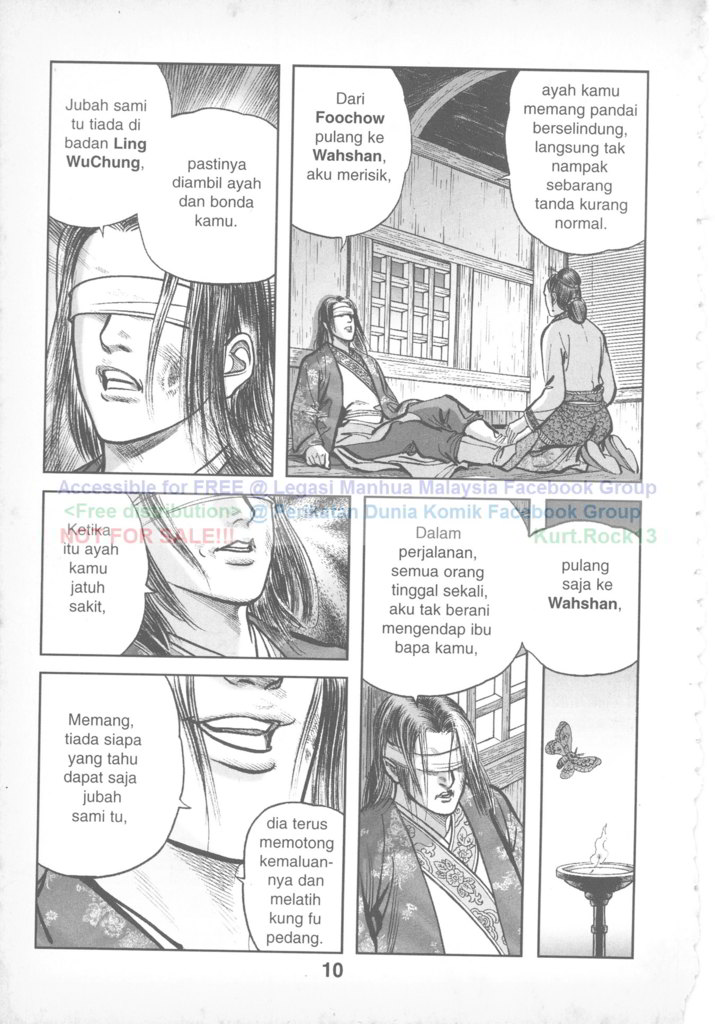 Jubah sami
tu tiada di
badan Ling
WuChung,
pastinya
diambil ayah
dan bonda
kamu.
Dari
Foochow
pulang ke
Wahshan,
aku merisik,
ayah kamu
memang pandai
berselindung,
langsung tak
nampak
sebarang
tanda kurang
normal.
Accessible for FREE @ Legasi Manhua Malaysia Facebook Group
<Free distribution> @ Perikatan Dunia Komik Facebook Group
NOT FOR SALE!!!
Kurt.Rock13
Ketika
itu ayah
kamu
jatuh
sakit,
Dalam
perjalanan,
semua orang
tinggal sekali,
aku tak berani
mengendap ibu
bapa kamu,
pulang
saja ke
Wahshan,
Memang,
tiada siapa
yang tahu
dapat saja
jubah
sami tu,
dia terus
memotong
kemaluan-
nya dan
melatih
kung fu
pedang.
10